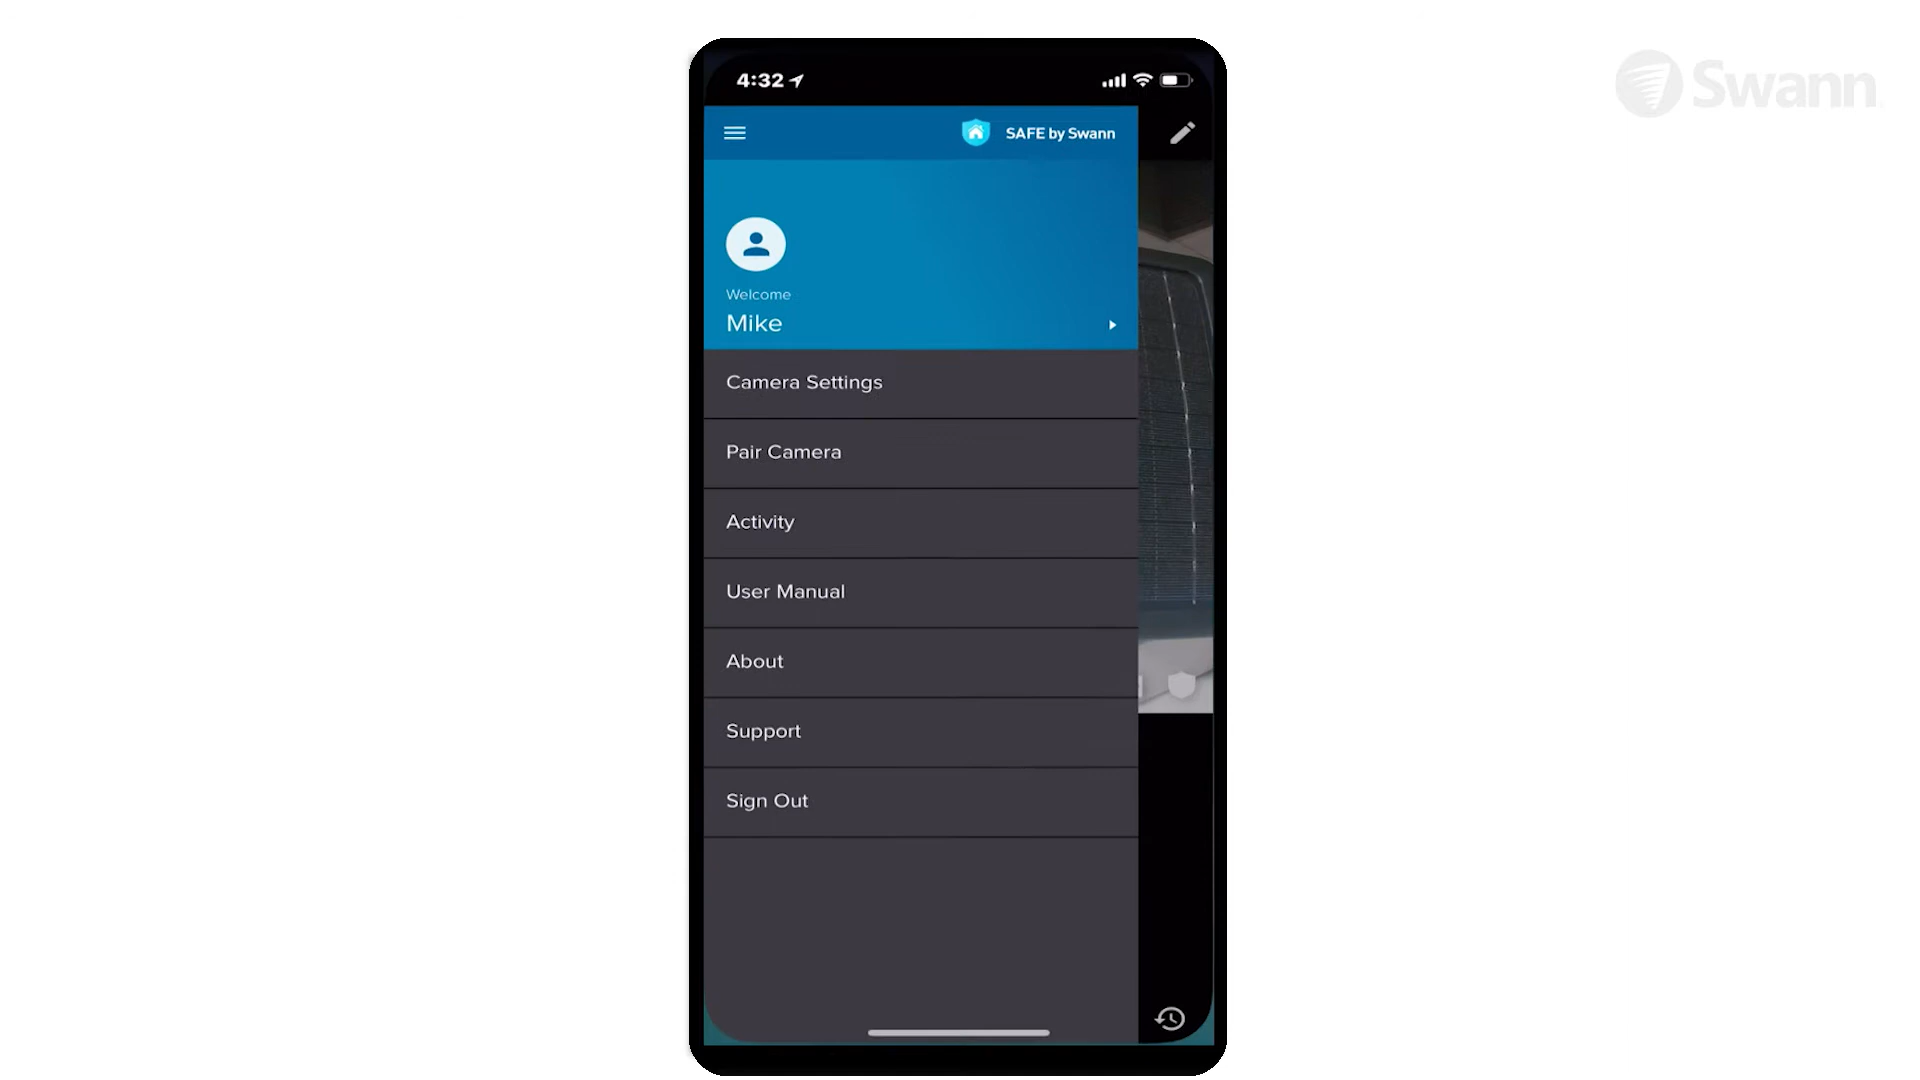 Swann
4:32
SAFE by Swann
Welcome
Mike
Camera Settings
Pair Camera
Activity
User Manual
About
Support
Sign Out